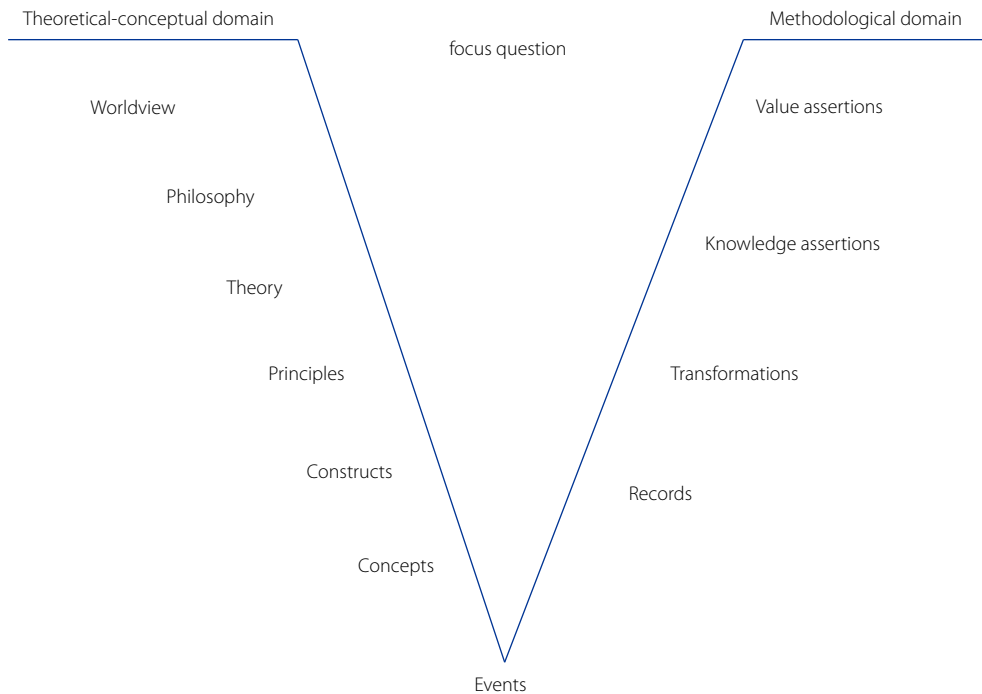 Theoretical-conceptual domain
Methodological domain
focus question
Worldview
Value assertions
Philosophy
Knowledge assertions
Theory
Principles
Transformations
Constructs
Records
Concepts
Events